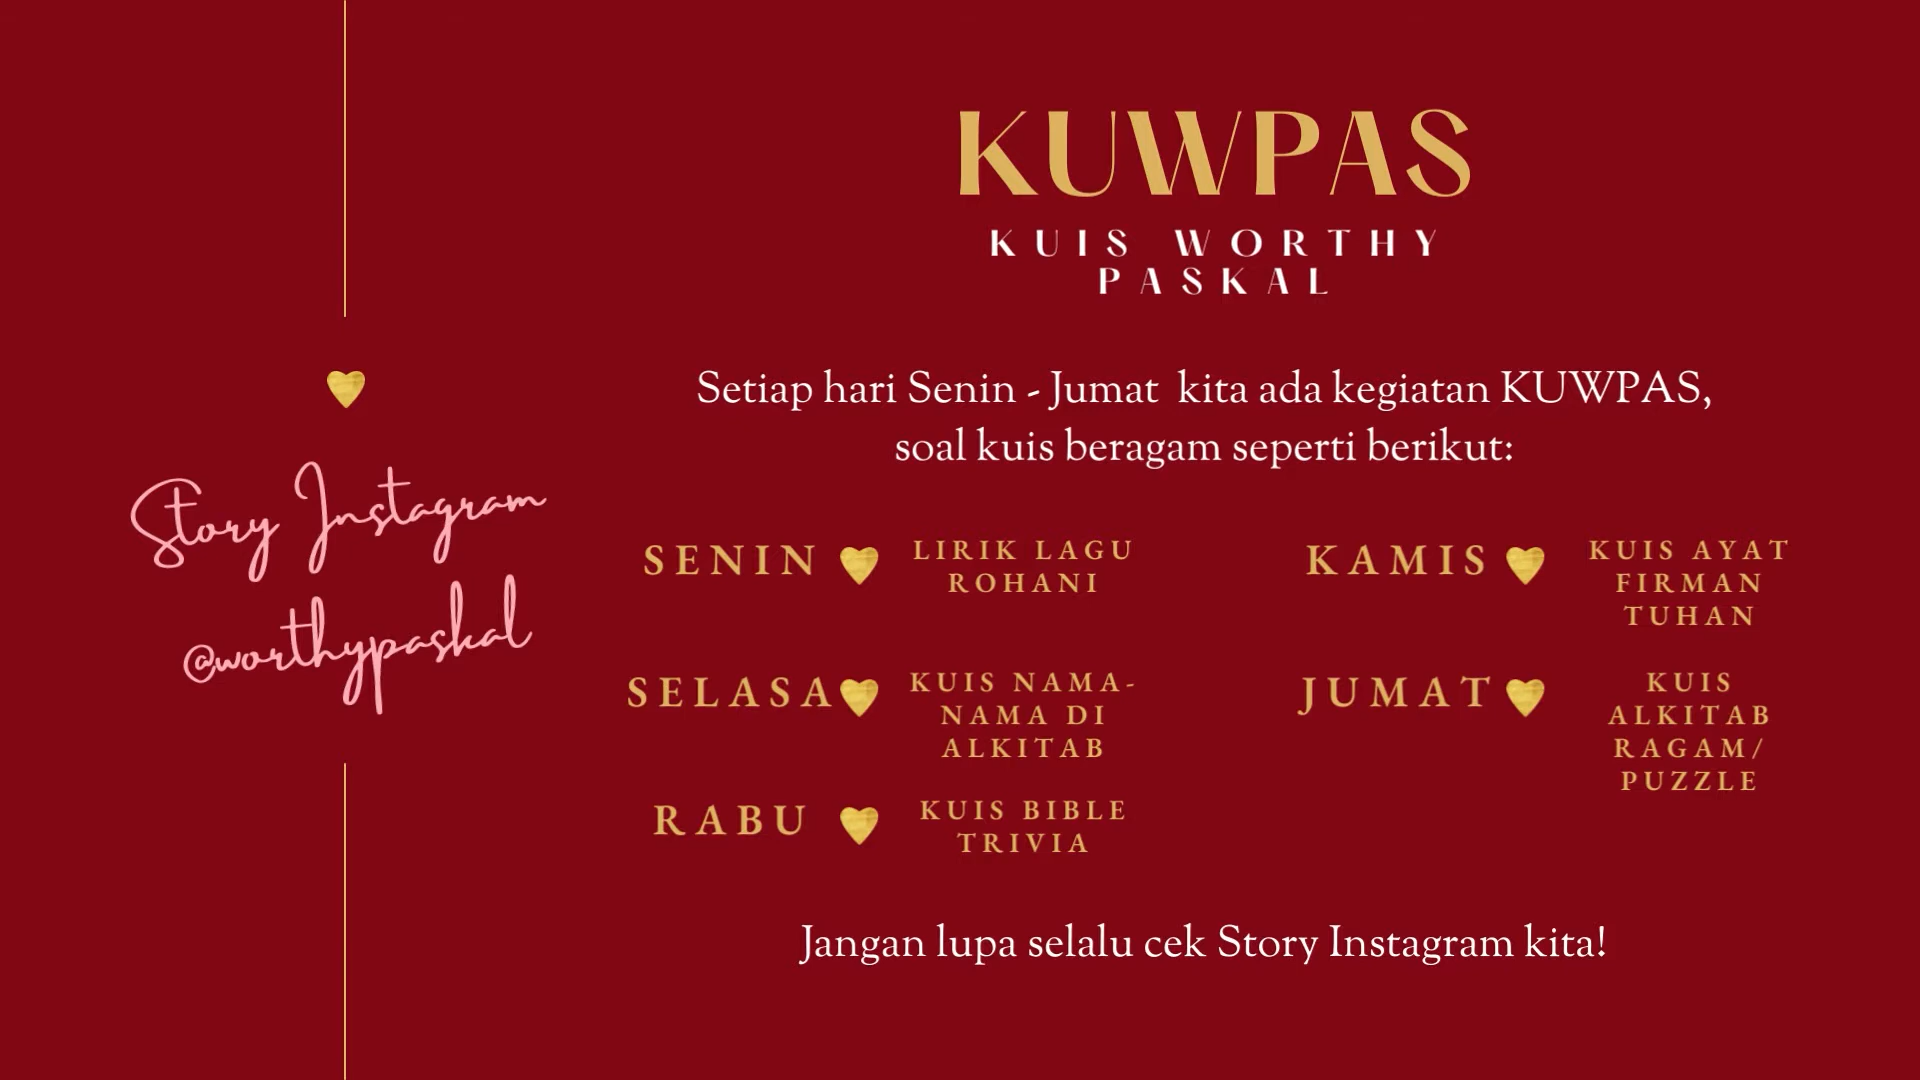 KUWPAS
KUIS WORTHY
PASKAL
Story Instagram
@worthypaskal
Setiap hari Senin - Jumat kita ada kegiatan KUWPAS,
soal kuis beragam seperti berikut:
SENIN
LIRIK LAGU
ROHANI
SELASA
KUIS NAMA-
NAMA DI
ALKITAB
RABU
KUIS BIBLE
TRIVIA
KAMIS
KUIS AYAT
FIRMAN
TUHAN
JUMAT
KUIS
ALKITAB
RAGAM/
PUZZLE
Jangan lupa selalu cek Story Instagram kita!